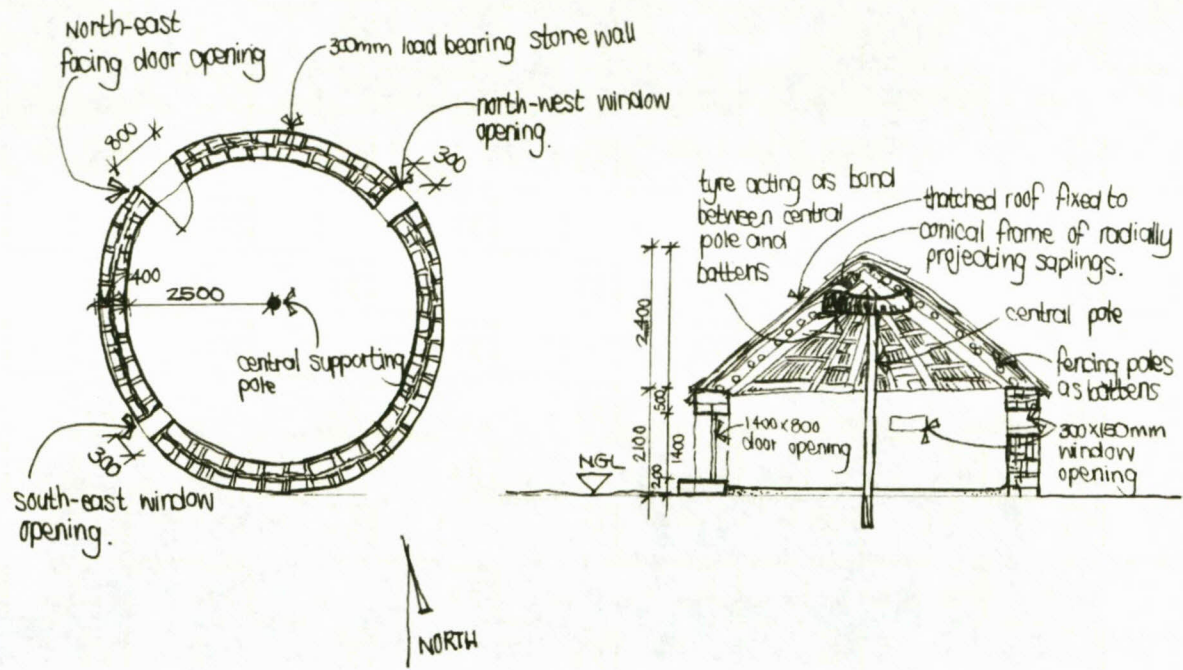 North-east
facing door opening
300mm load bearing stone wall
north-west window
opening.
800
300
400
2500
central supporting
pole
300
south-east window
opening.
NORTH
tyre acting as bond
between central
pole and
battens
thatched roof fixed to
conical frame of radially
projecting saplings.
central pole
fencing poles
as battens
2400
500
2100
1400
200
1400x800
door opening
300x150mm
window
opening
NGL